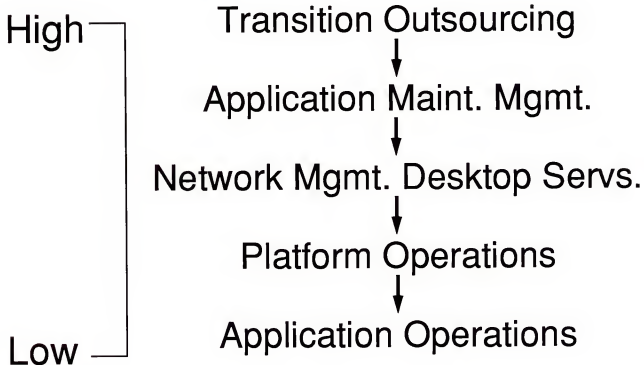 High
Transition Outsourcing
Application Maint. Mgmt.
Network Mgmt. Desktop Servs.
Platform Operations
Application Operations
Low